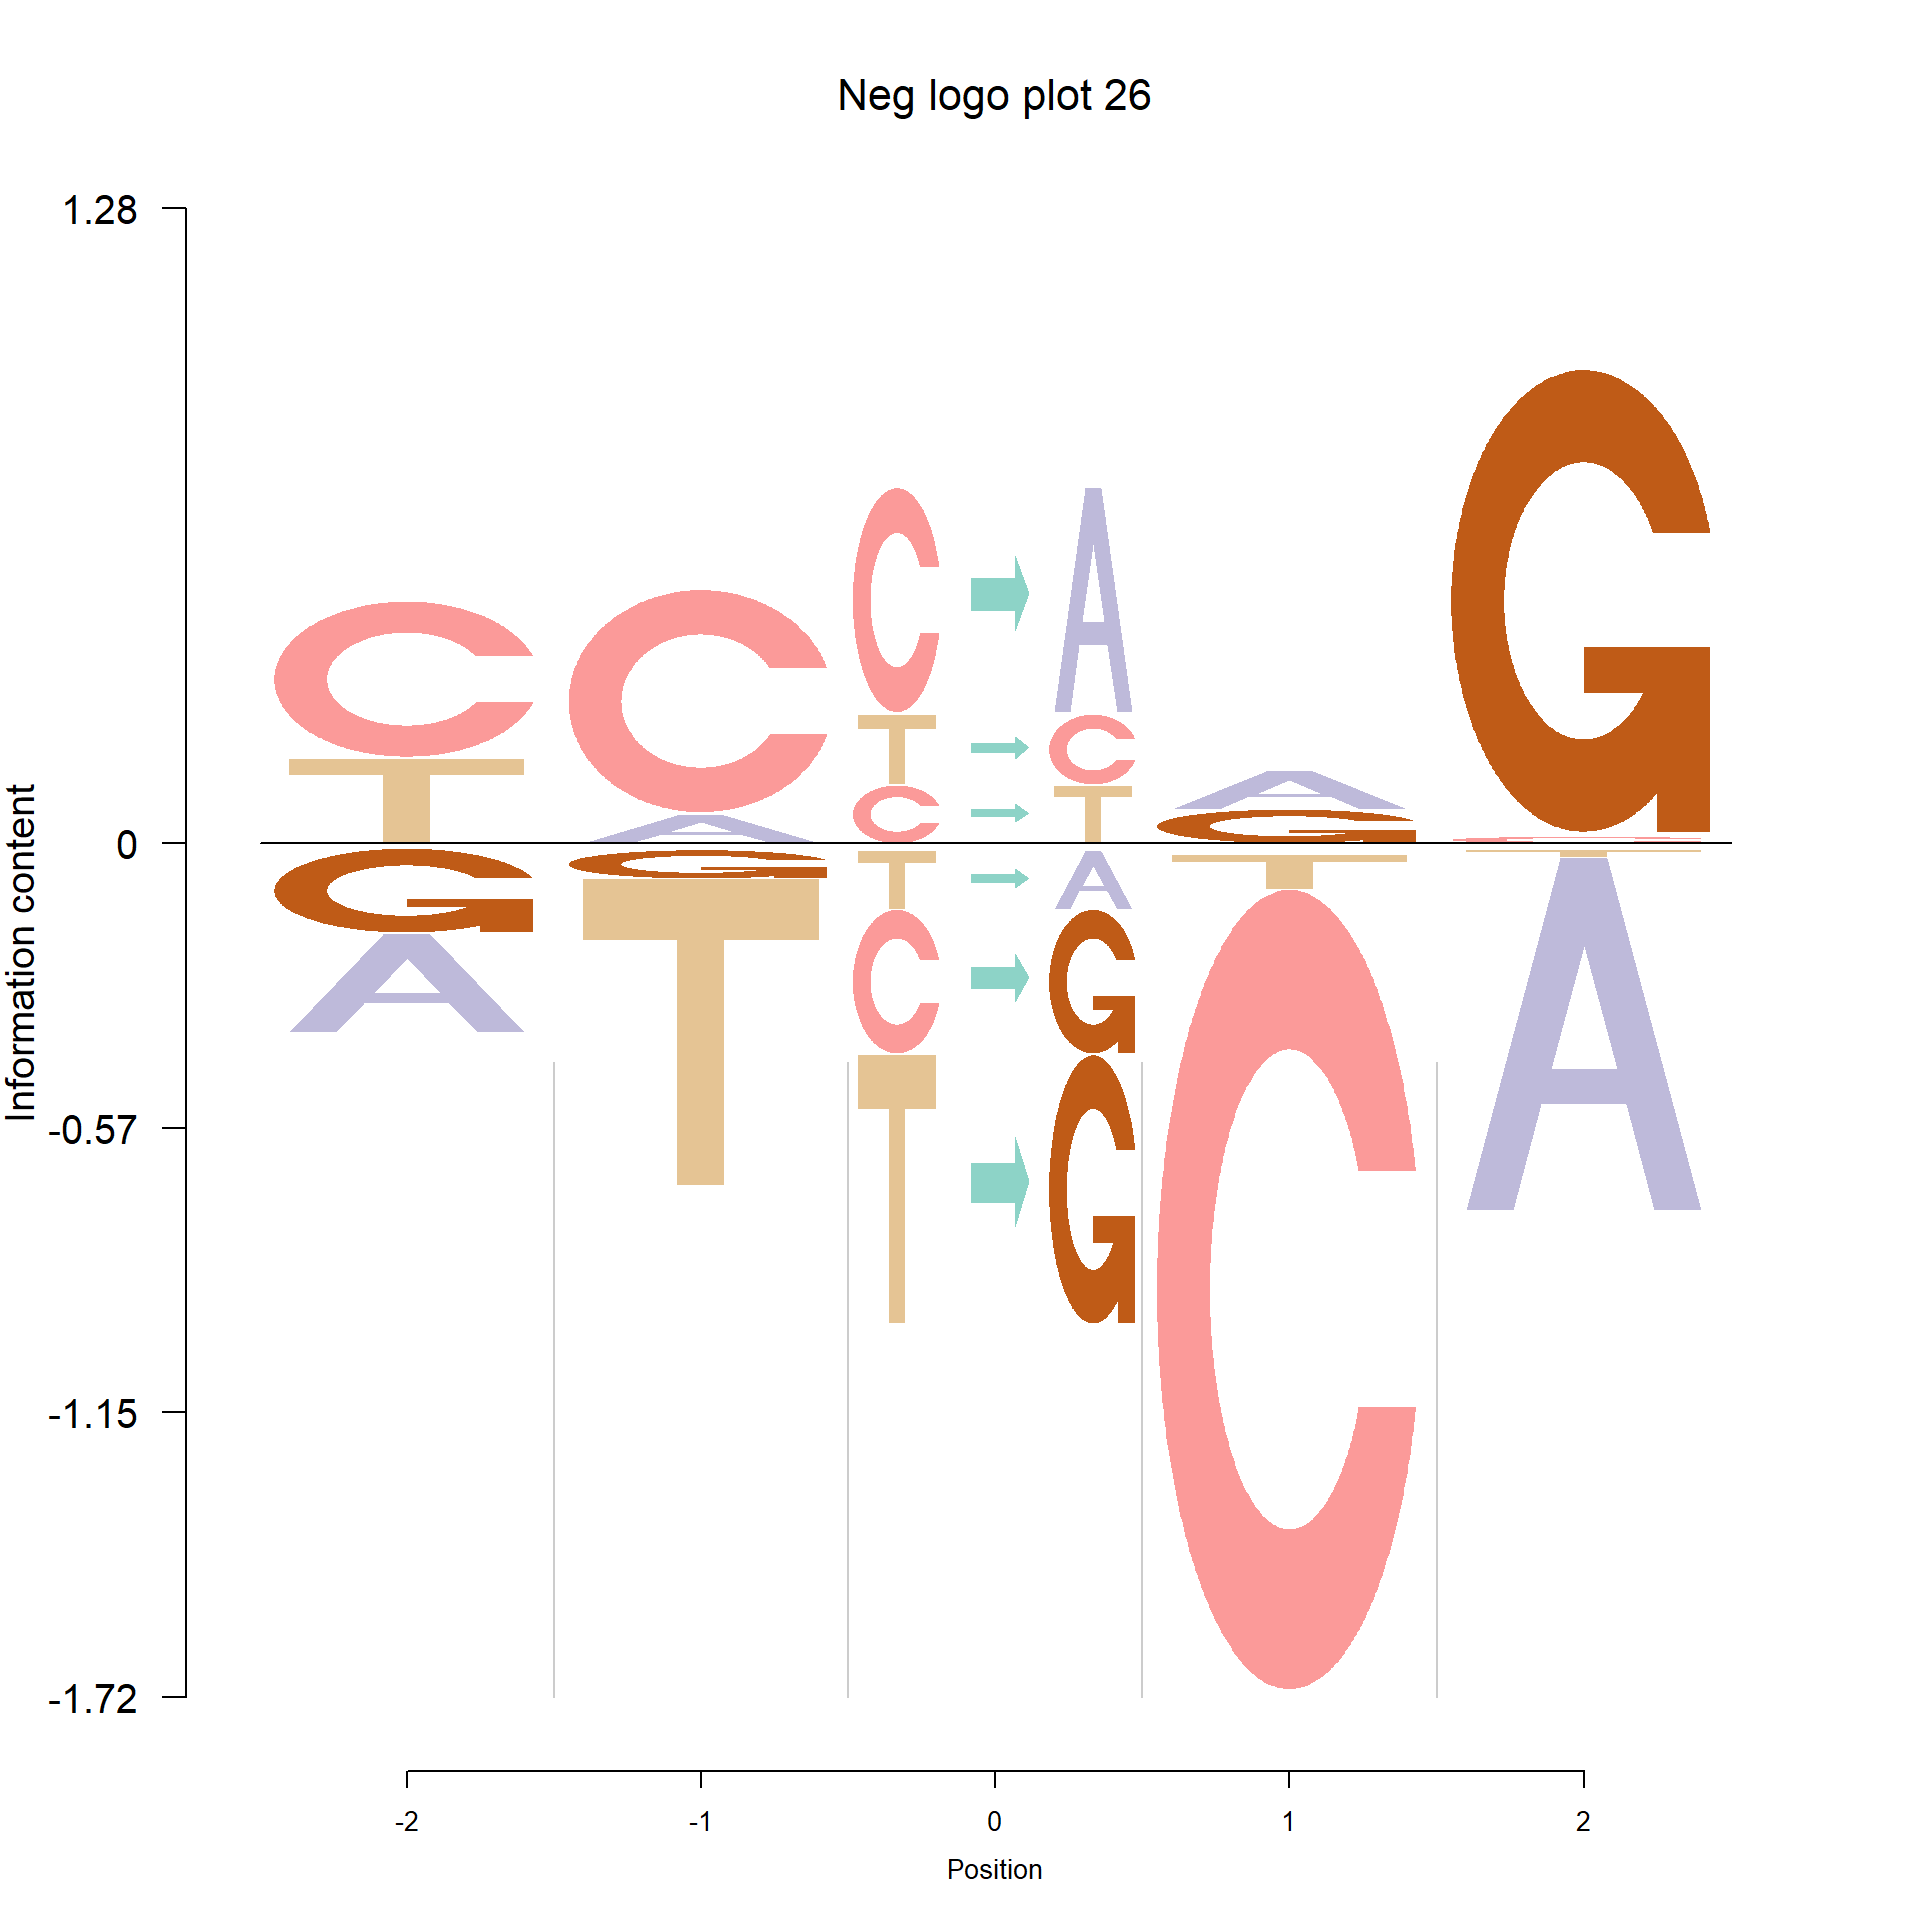 Neg logo plot 26
1.28
0
-0.57
-1.15
-1.72
Information content
C T G A
C A G T
C A
T C
C T
T A
C G
T G
A G T C
G C T A
-2 -1 0 1 2
Position